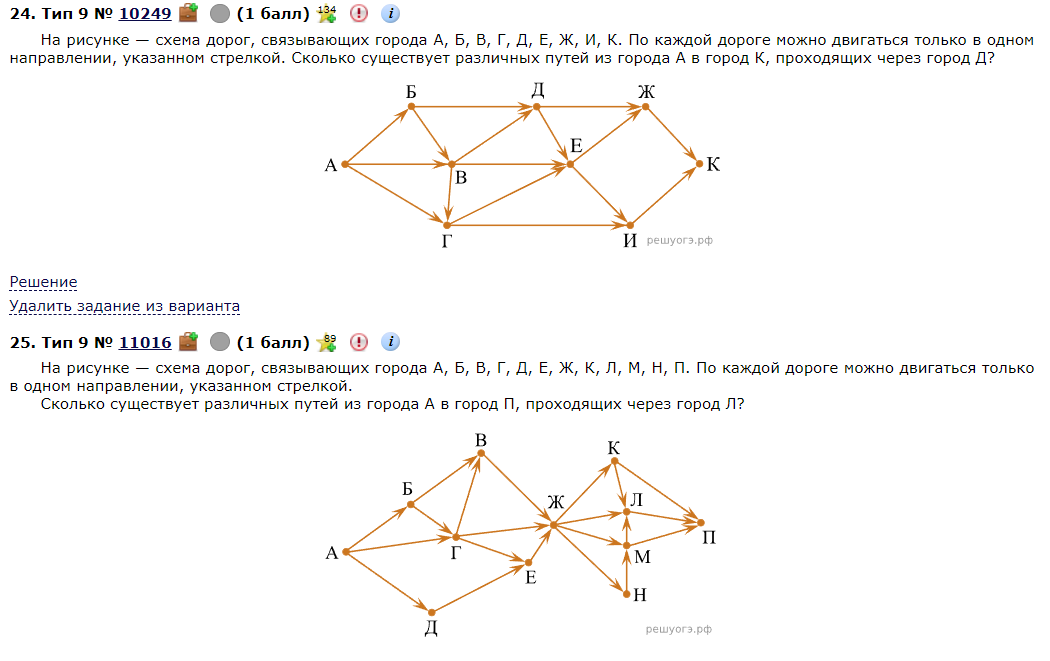 24. Тип 9 № 10249 134 (1 балл) i
На рисунке — схема дорог, связывающих города А, Б, В, Г, Д, Е, Ж, И, К. По каждой дороге можно двигаться только в одном
направлении, указанном стрелкой. Сколько существует различных путей из города А в город К, проходящих через город Д?
Б Д Ж
А В Е К
Г И решуогэ.рф
Решение
Удалить задание из варианта
25. Тип 9 № 11016 (1 балл) 89 i
На рисунке — схема дорог, связывающих города А, Б, В, Г, Д, Е, Ж, К, Л, М, Н, П. По каждой дороге можно двигаться только
в одном направлении, указанном стрелкой.
Сколько существует различных путей из города А в город П, проходящих через город Л?
В К
Б Ж Л
А Г М П
Е Н
Д решуогэ.рф